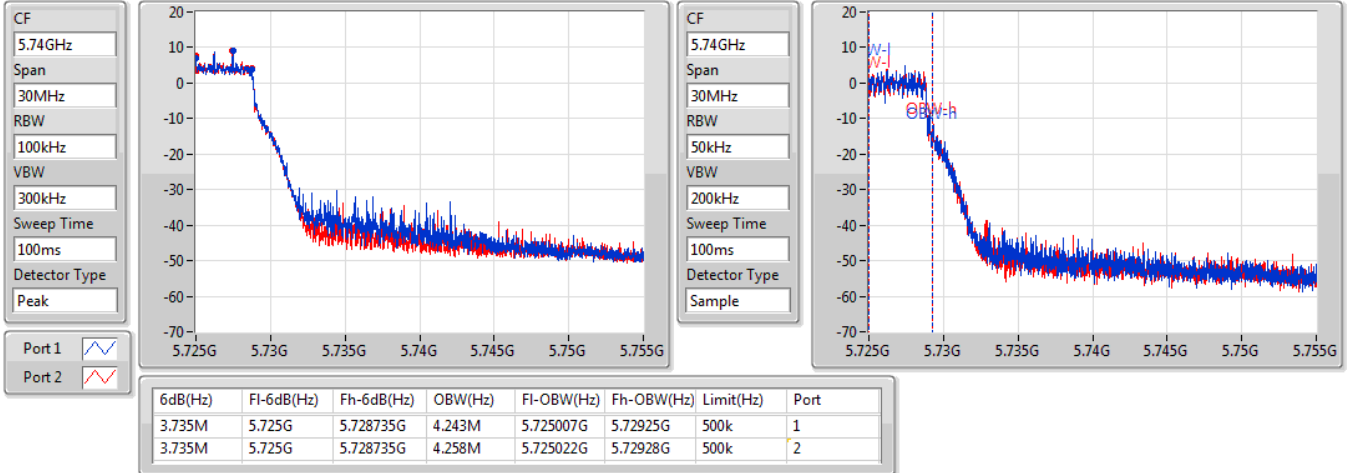 CF
5.74GHz
Span
30MHz
RBW
100kHz
VBW
300kHz
Sweep Time
100ms
Detector Type
Peak
Port 1
Port 2
20
10
0
-10
-20
-30
-40
-50
-60
-70
5.725G 5.73G 5.735G 5.74G 5.745G 5.75G 5.755G
CF
5.74GHz
Span
30MHz
RBW
50kHz
VBW
200kHz
Sweep Time
100ms
Detector Type
Sample
20
10
0
-10
-20
-30
-40
-50
-60
-70
W-l
W-l
OBW-h
OBW-h
5.725G 5.73G 5.735G 5.74G 5.745G 5.75G 5.755G
6dB(Hz) Fl-6dB(Hz) Fh-6dB(Hz) OBW(Hz) Fl-OBW(Hz) Fh-OBW(Hz) Limit(Hz) Port
3.735M 5.725G 5.728735G 4.243M 5.725007G 5.72925G 500k 1
3.735M 5.725G 5.728735G 4.258M 5.725022G 5.72928G 500k 2